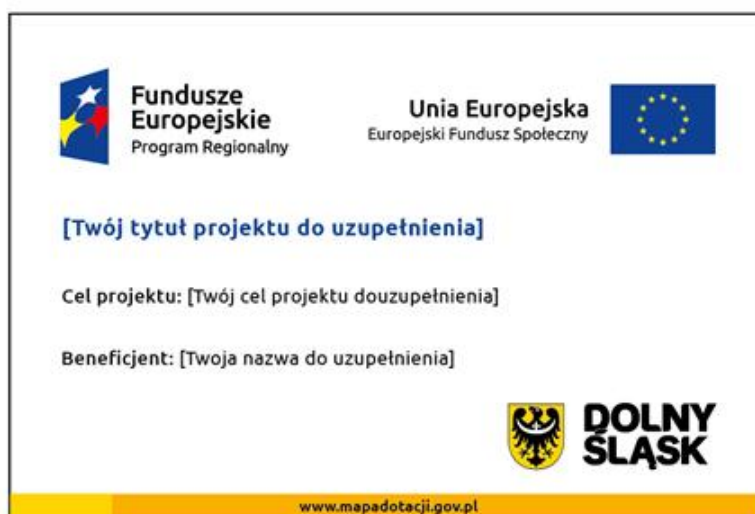 Fundusze
Europejskie
Program Regionalny
Unia Europejska
Europejski Fundusz Społeczny
[Twój tytuł projektu do uzupełnienia]
Cel projektu: [Twój cel projektu douzupełnienia]
Beneficjent: [Twoja nazwa do uzupełnienia]
DOLNY
ŚLĄSK
www.mapadotacji.gov.pl